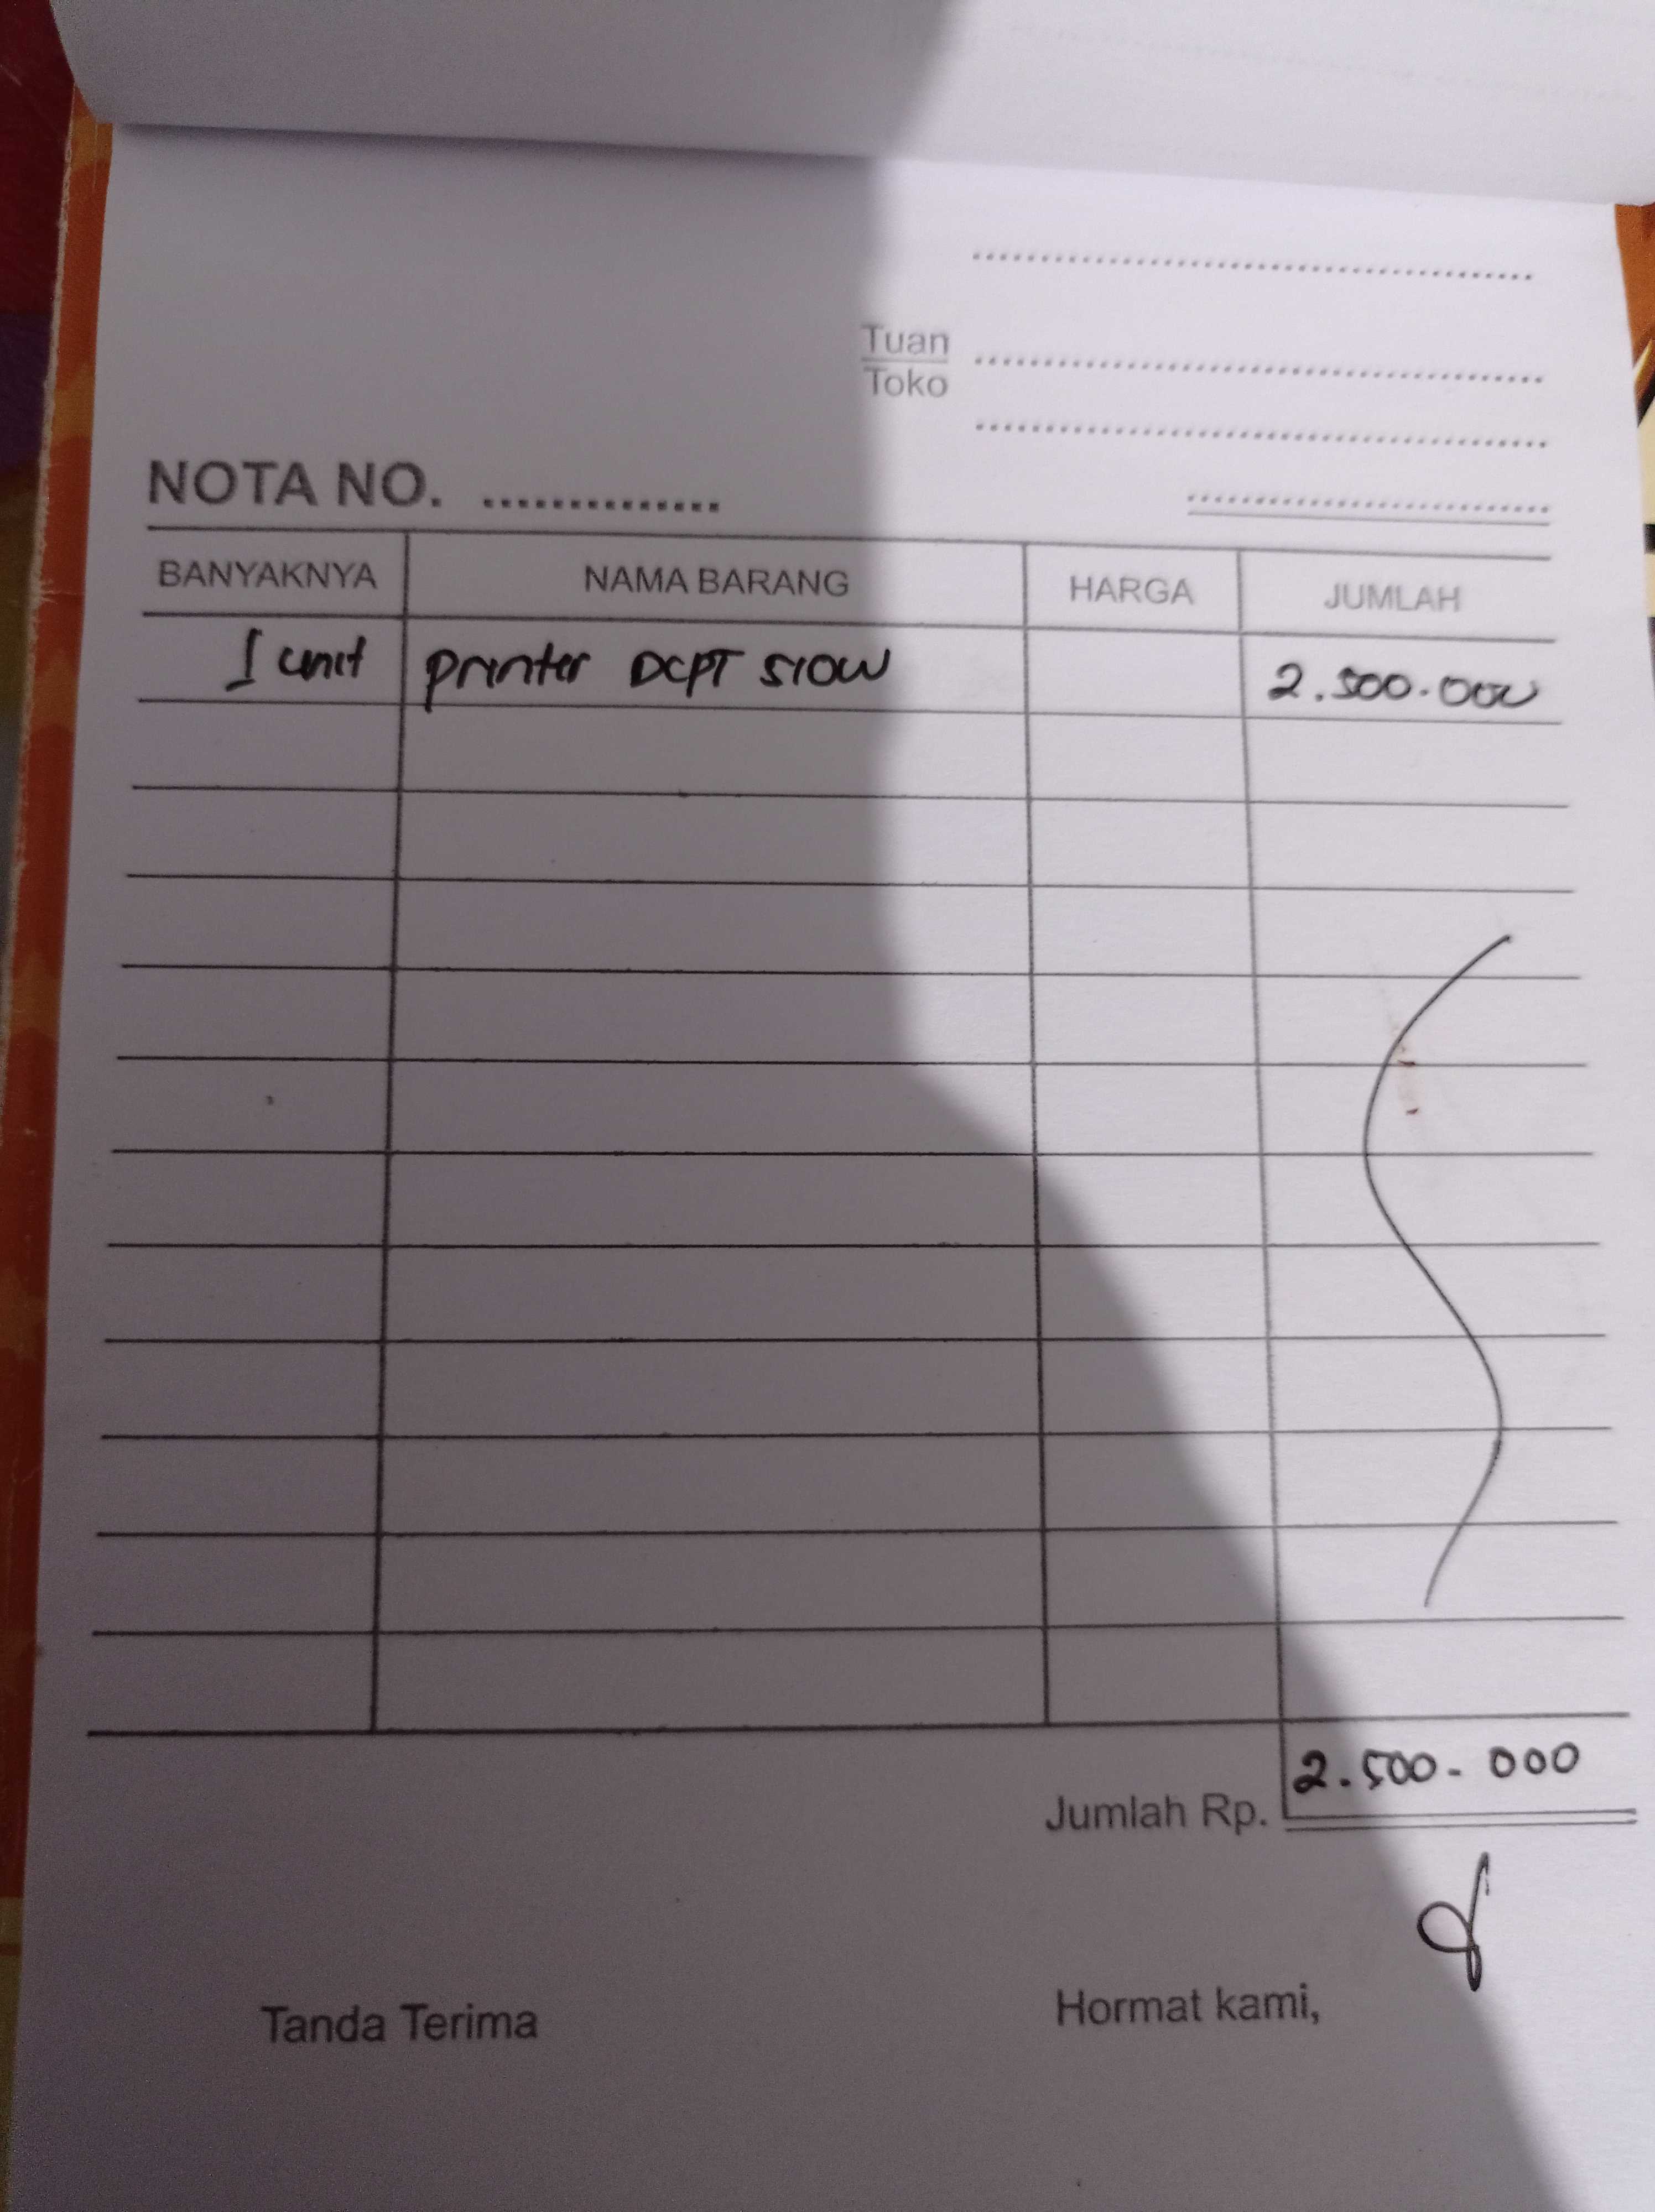 Tuan
Toko
NOTA NO. ..............
BANYAKNYA NAMA BARANG HARGA JUMLAH
1 unit printer DCPT 510W 2.500.000
Jumlah Rp. 2.500-000
Tanda Terima Hormat kami,